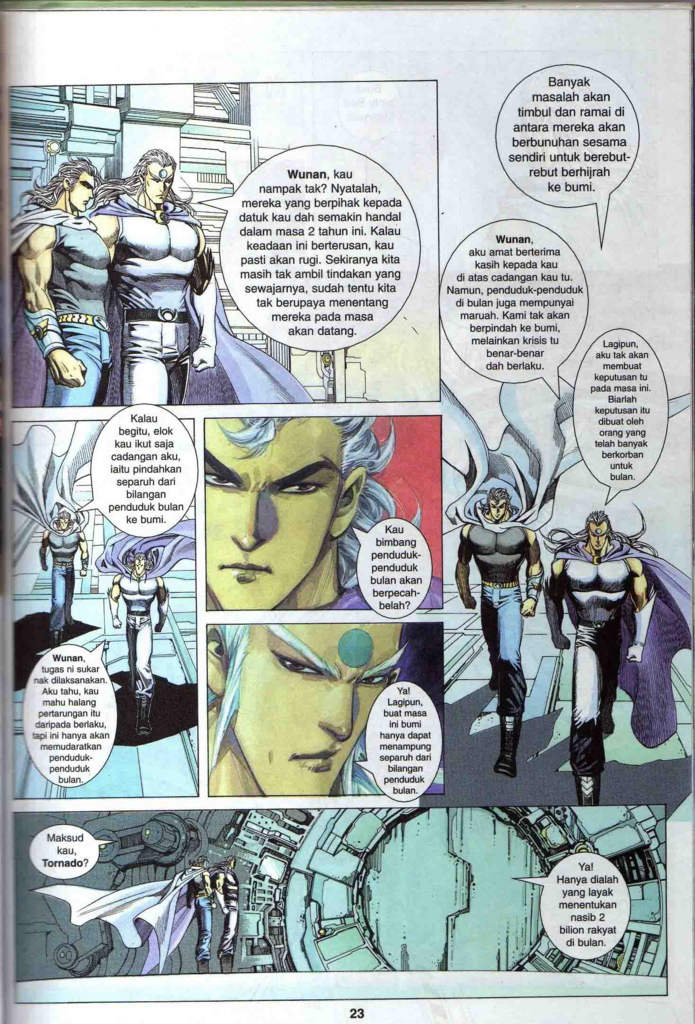 Wunan, kau
nampak tak? Nyatalah,
mereka yang berpihak kepada
datuk kau dah semakin handal
dalam masa 2 tahun ini. Kalau
keadaan ini berterusan, kau
pasti akan rugi. Sekiranya kita
masih tak ambil tindakan yang
sewajarnya, sudah tentu kita
tak berupaya menentang
mereka pada masa
akan datang.
Kalau
begitu, elok
kau ikut saja
cadangan aku,
iaitu pindahkan
separuh dari
bilangan
penduduk bulan
ke bumi.
Wunan,
tugas ni sukar
nak dilaksanakan.
Aku tahu, kau
mahu halang
pertarungan itu
daripada berlaku,
tapi ini hanya akan
memudaratkan
penduduk-
penduduk
bulan.
Kau
bimbang
penduduk-
penduduk
bulan akan
berpecah-
belah?
Ya!
Lagipun,
buat masa
ini bumi
hanya dapat
menampung
separuh dari
bilangan
penduduk
bulan.
Banyak
masalah akan
timbul dan ramai di
antara mereka akan
berbunuhan sesama
sendiri untuk berebut-
rebut berhijrah
ke bumi.
Wunan,
aku amat berterima
kasih kepada kau
di atas cadangan kau tu.
Namun, penduduk-penduduk
di bulan juga mempunyai
maruah. Kami tak akan
berpindah ke bumi,
melainkan krisis tu
benar-benar
dah berlaku.
Lagipun,
aku tak akan
membuat
keputusan tu
pada masa ini.
Biarlah
keputusan itu
dibuat oleh
orang yang
telah banyak
berkorban
untuk
bulan.
Maksud
kau,
Tornado?
Ya!
Hanya dialah
yang layak
menentukan
nasib 2
bilion rakyat
di bulan.
23